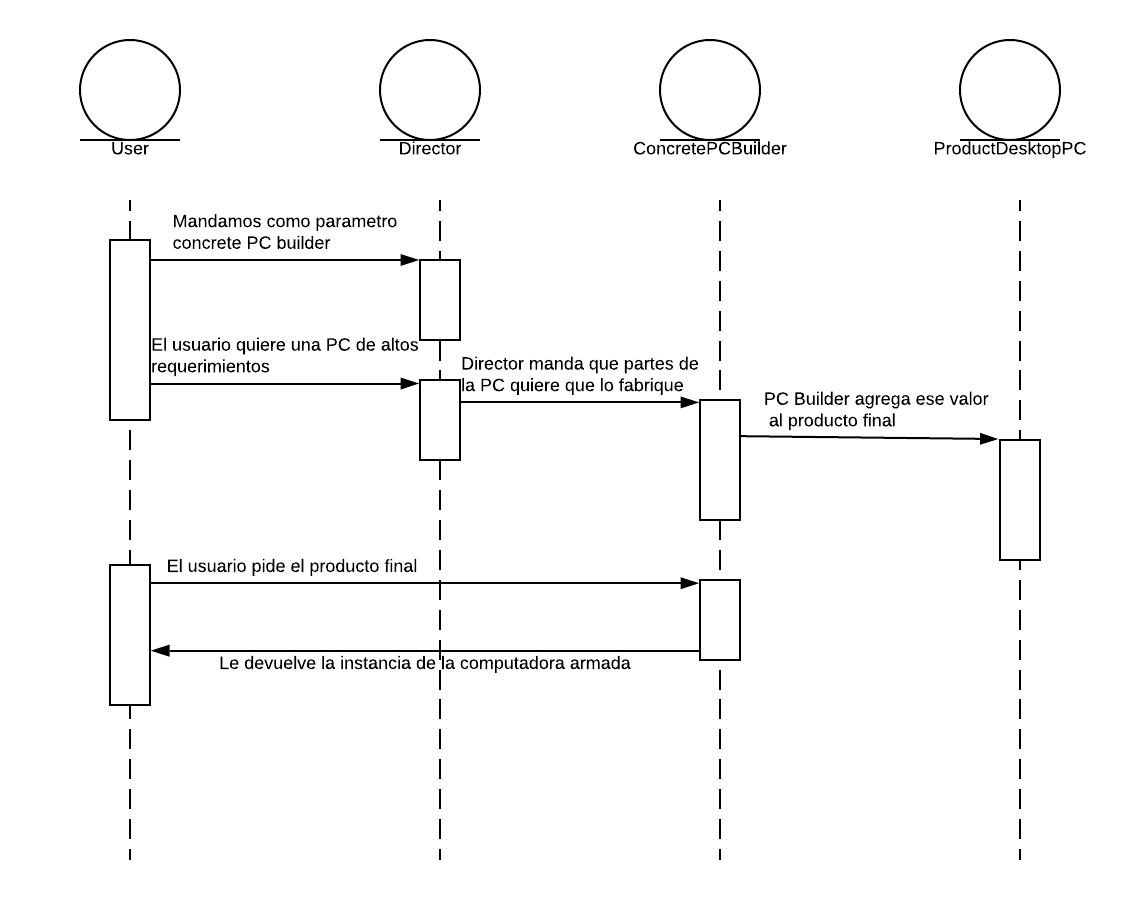 User
Director
ConcretePCBuilder
ProductDesktopPC
Mandamos como parametro
concrete PC builder
El usuario quiere una PC de altos
requerimientos
Director manda que partes de
la PC quiere que lo fabrique
PC Builder agrega ese valor
al producto final
El usuario pide el producto final
Le devuelve la instancia de la computadora armada